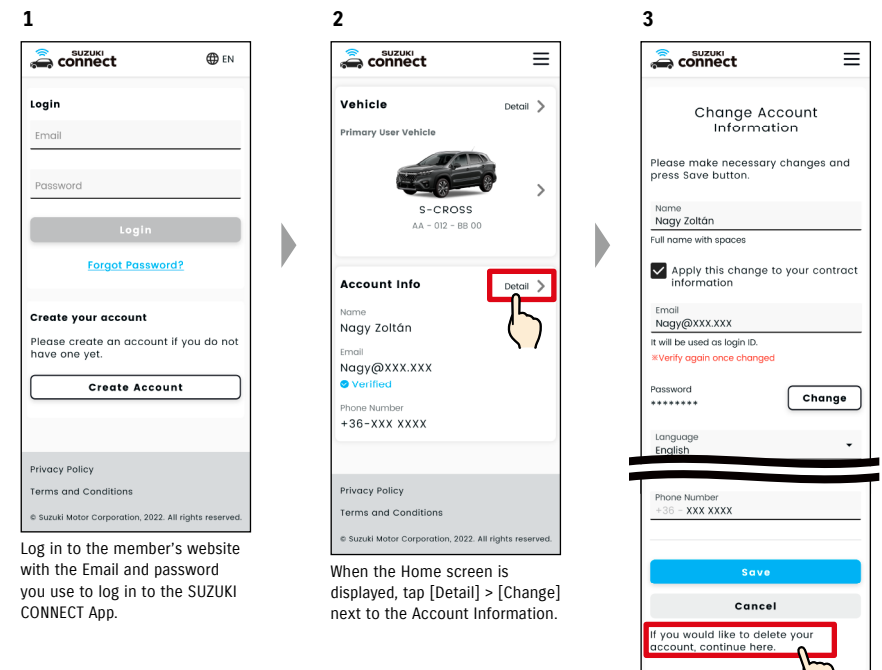 1
SUZUKI
connect
EN
Login
Email
Password
Login
Forgot Password?
Create your account
Please create an account if you do not
have one yet.
Create Account
Privacy Policy
Terms and Conditions
© Suzuki Motor Corporation, 2022. All rights reserved.
Log in to the member's website
with the Email and password
you use to log in to the SUZUKI
CONNECT App.
2
SUZUKI
connect
Vehicle
Detail
Primary User Vehicle
S-CROSS
AA - 012 - BB 00
Account Info
Detail
Name
Nagy Zoltán
Email
Nagy@XXX.XXX
Verified
Phone Number
+36-XXX XXXX
Privacy Policy
Terms and Conditions
© Suzuki Motor Corporation, 2022. All rights reserved.
When the Home screen is
displayed, tap [Detail] > [Change]
next to the Account Information.
3
SUZUKI
connect
Change Account
Information
Please make necessary changes and
press Save button.
Name
Nagy Zoltán
Full name with spaces
Apply this change to your contract
information
Email
Nagy@XXX.XXX
It will be used as login ID.
※Verify again once changed
Password
********
Change
Language
English
Phone Number
+36 - XXX XXXX
Save
Cancel
If you would like to delete your
account, continue here.